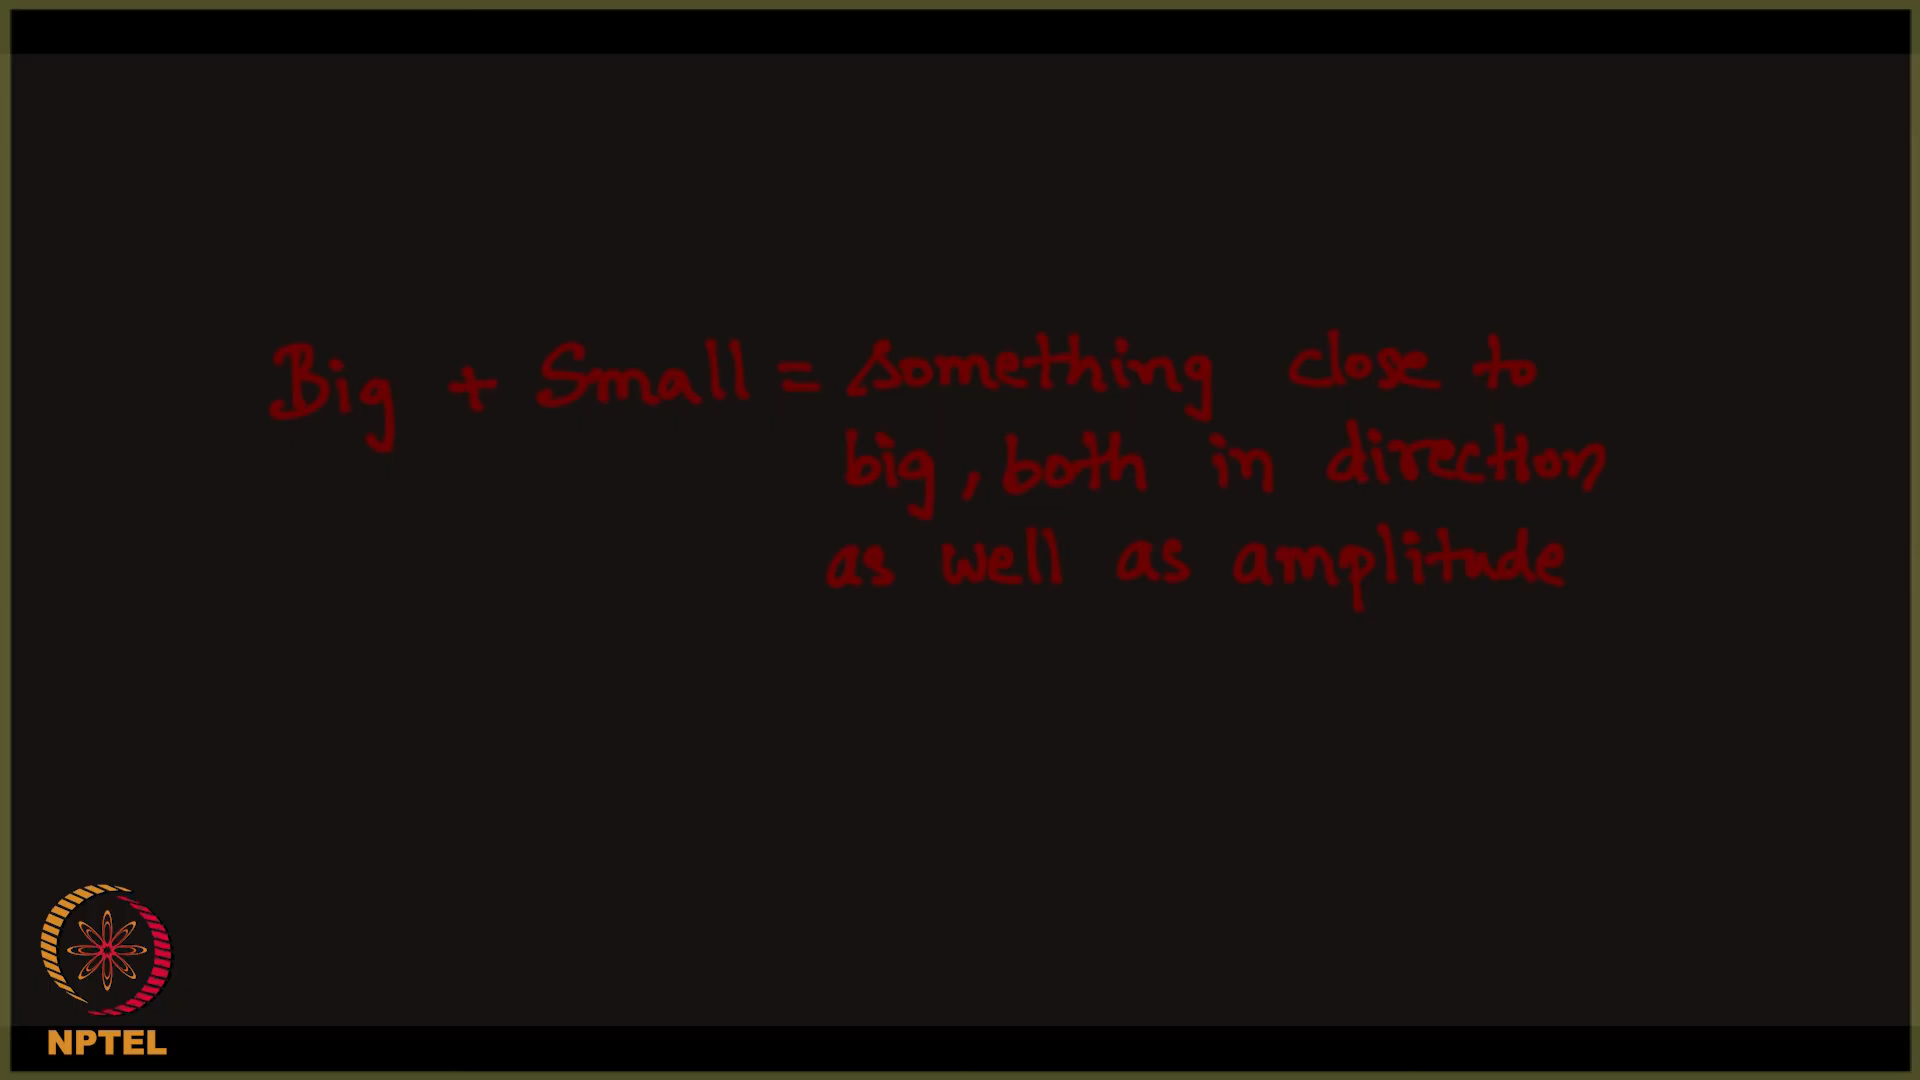 Big + Small = something close to
big, both in direction
as well as amplitude
NPTEL